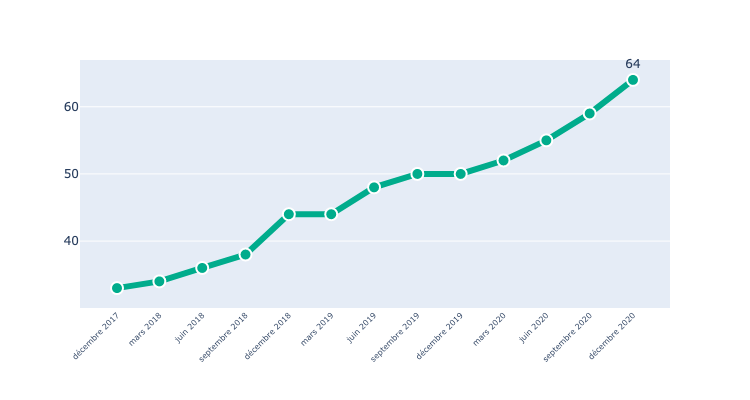 64
60
50
40
décembre 2017
mars 2018
juin 2018
septembre 2018
décembre 2018
mars 2019
juin 2019
septembre 2019
décembre 2019
mars 2020
juin 2020
septembre 2020
décembre 2020